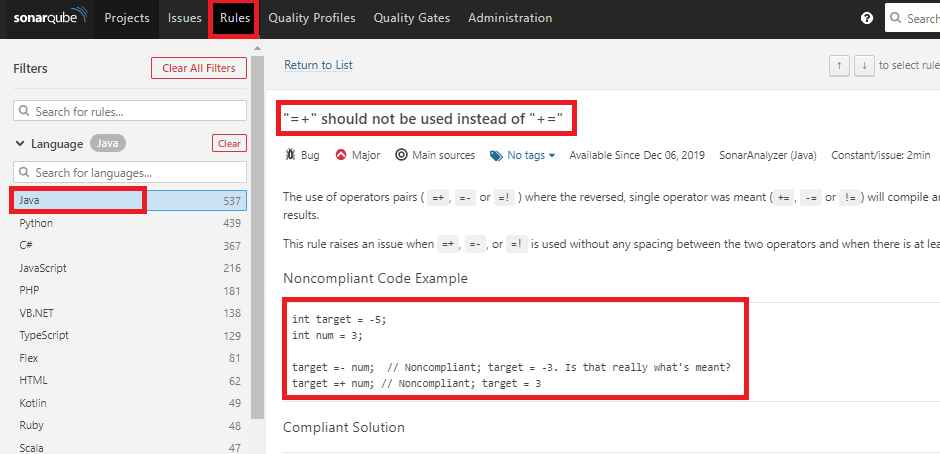 sonarqube Projects Issues Rules Quality Profiles Quality Gates Administration ? Search
Filters Clear All Filters
Search for rules...
Language Java Clear
Search for languages...
Java 537
Python 439
C# 367
JavaScript 216
PHP 181
VB.NET 138
TypeScript 129
Flex 81
HTML 62
Kotlin 49
Ruby 48
Scala 47
Return to List ↑ ↓ to select rule
"=+" should not be used instead of "+="
Bug Major Main sources No tags Available Since Dec 06, 2019 SonarAnalyzer (Java) Constant/issue: 2min
The use of operators pairs ( =+ , =- or =! ) where the reversed, single operator was meant ( += , -= or != ) will compile an
results.
This rule raises an issue when =+ , =- , or =! is used without any spacing between the two operators and when there is at lea
Noncompliant Code Example
int target = -5;
int num = 3;
target =- num;  // Noncompliant; target = -3. Is that really what's meant?
target =+ num; // Noncompliant; target = 3
Compliant Solution